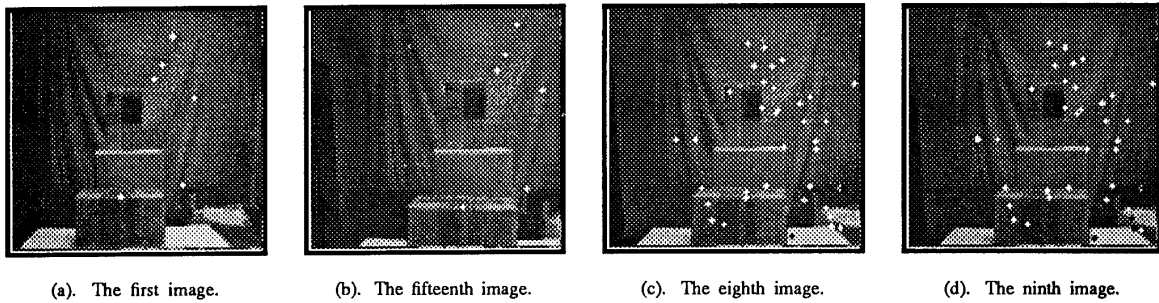 (a). The first image.
(b). The fifteenth image.
(c). The eighth image.
(d). The ninth image.